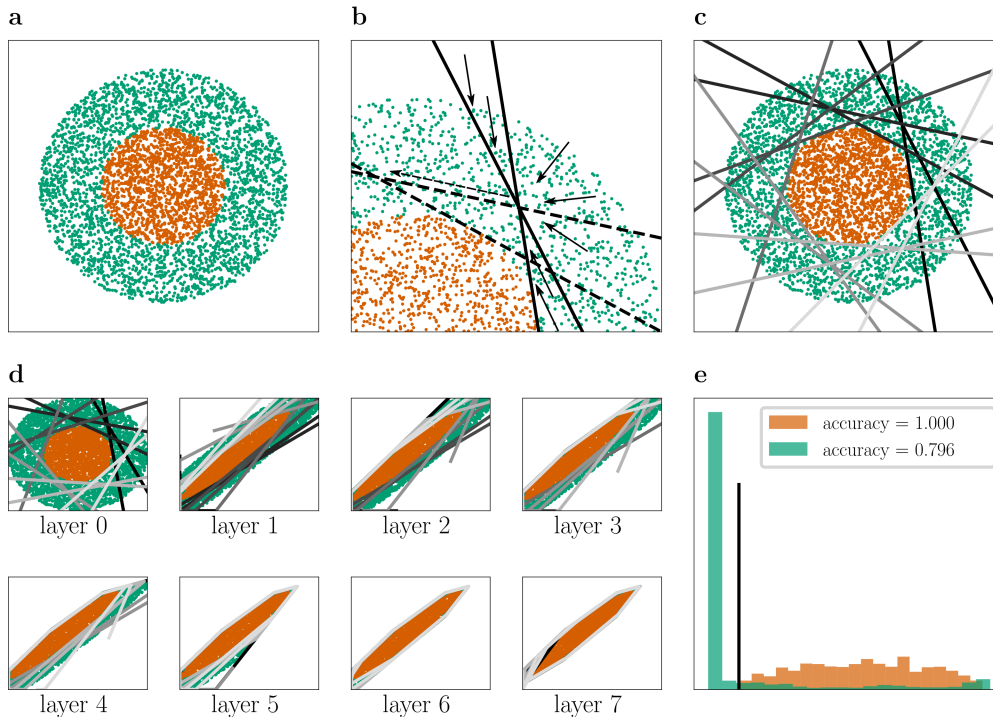 a
b
c
d
layer 0
layer 1
layer 2
layer 3
layer 4
layer 5
layer 6
layer 7
e
accuracy = 1.000
accuracy = 0.796